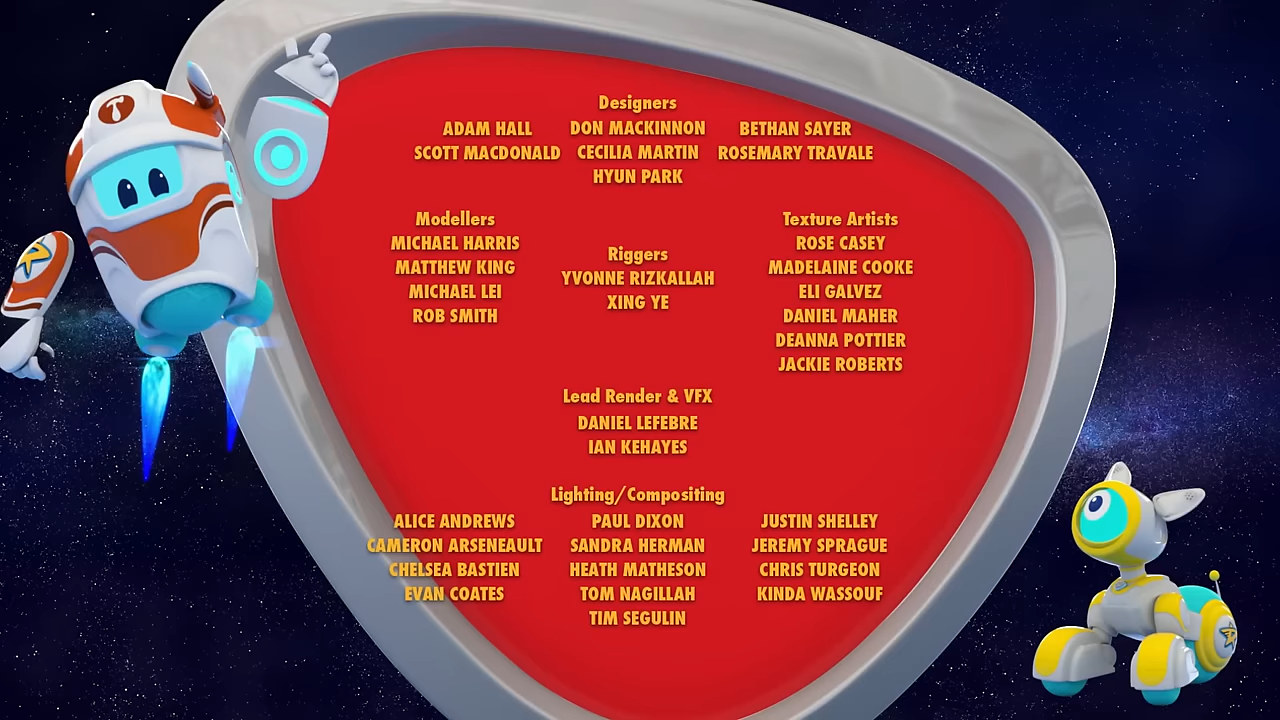 Designers
ADAM HALL DON MACKINNON BETHAN SAYER
SCOTT MACDONALD CECILIA MARTIN ROSEMARY TRAVALE
HYUN PARK
Modellers
MICHAEL HARRIS
MATTHEW KING
MICHAEL LEI
ROB SMITH
Riggers
YVONNE RIZKALLAH
XING YE
Texture Artists
ROSE CASEY
MADELAINE COOKE
ELI GALVEZ
DANIEL MAHER
DEANNA POTTIER
JACKIE ROBERTS
Lead Render & VFX
DANIEL LEFEBRE
IAN KEHAYES
Lighting/Compositing
ALICE ANDREWS PAUL DIXON JUSTIN SHELLEY
CAMERON ARSENEAULT SANDRA HERMAN JEREMY SPRAGUE
CHELSEA BASTIEN HEATH MATHESON CHRIS TURGEON
EVAN COATES TOM NAGILLAH KINDA WASSOUF
TIM SEGULIN